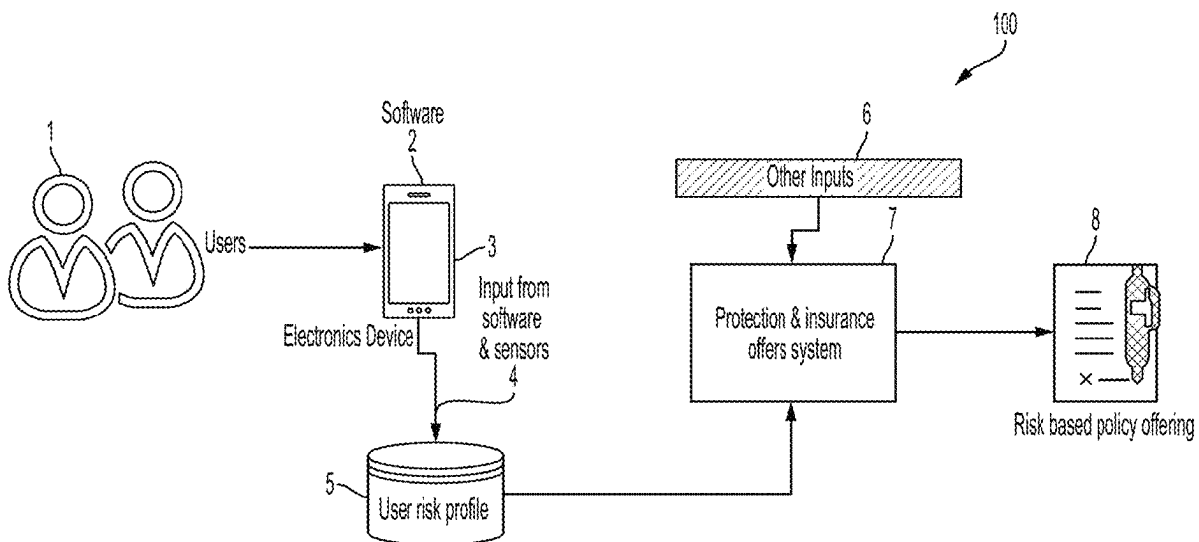 100
1
Users
Software
2
3
Electronics Device
Input from
software
& sensors
4
5
User risk profile
6
Other Inputs
7
Protection & insurance
offers system
8
Risk based policy offering